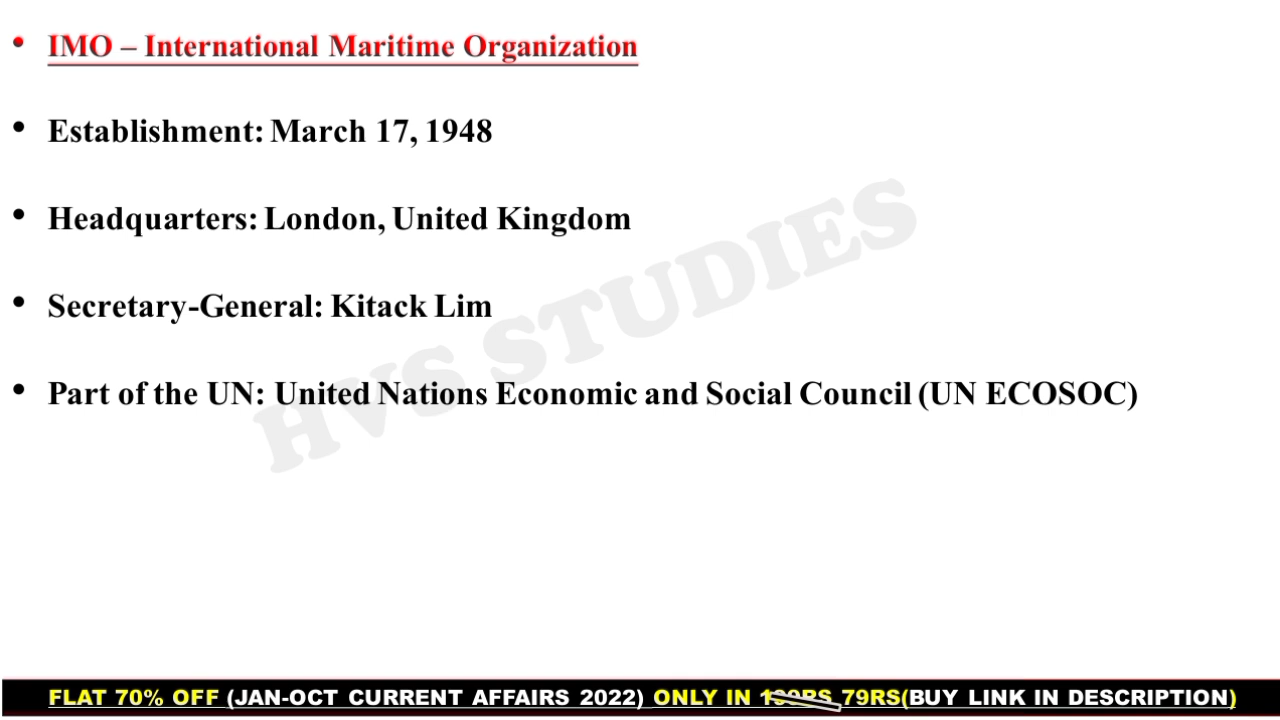 • IMO – International Maritime Organization
• Establishment: March 17, 1948
• Headquarters: London, United Kingdom
• Secretary-General: Kitack Lim
• Part of the UN: United Nations Economic and Social Council (UN ECOSOC)
HVS STUDIES
FLAT 70% OFF (JAN-OCT CURRENT AFFAIRS 2022) ONLY IN 79RS(BUY LINK IN DESCRIPTION)